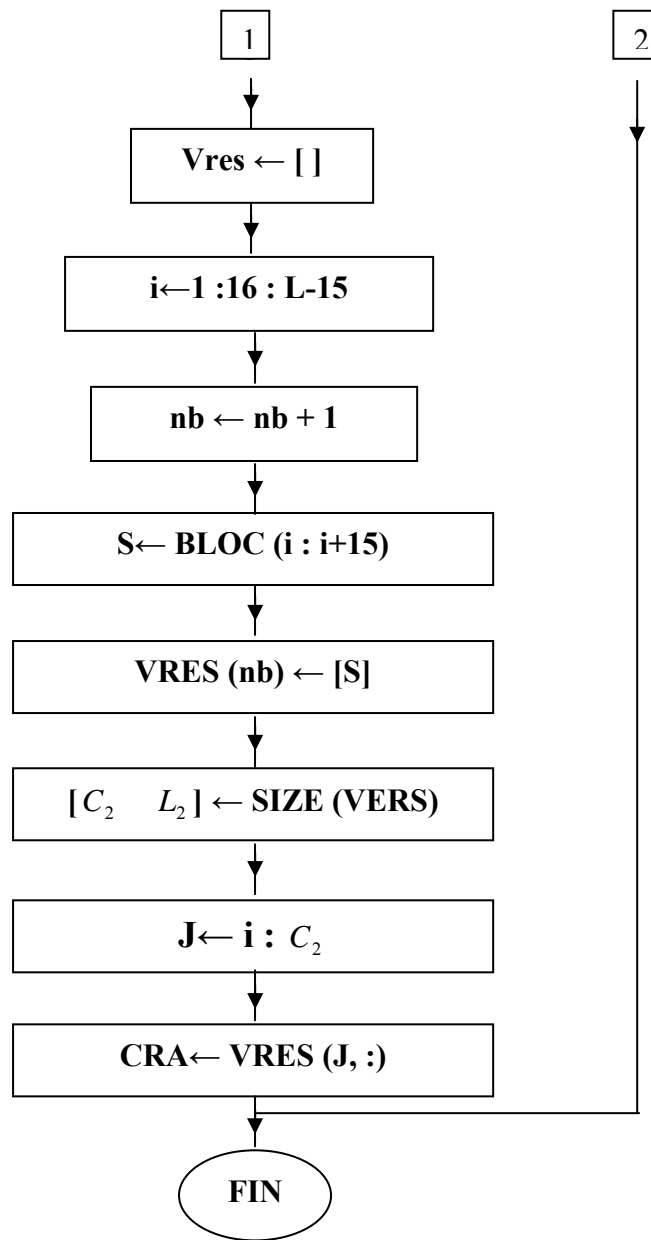 1
2
Vres ← [ ]
i←1 :16 : L-15
nb ← nb + 1
S← BLOC (i : i+15)
VRES (nb) ← [S]
[C₂ L₂] ← SIZE (VERS)
J← i : C₂
CRA← VRES (J, :)
FIN